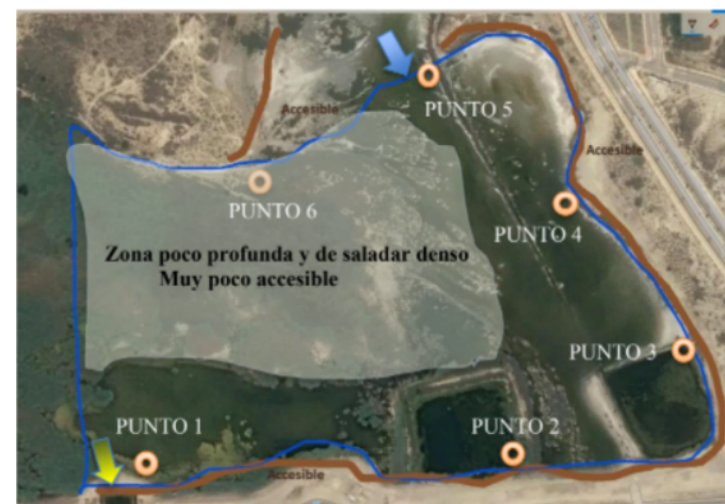 Accesible
PUNTO 5
Accesible
PUNTO 6
PUNTO 4
Zona poco profunda y de saladar denso
Muy poco accesible
PUNTO 3
PUNTO 1
PUNTO 2
Accesible